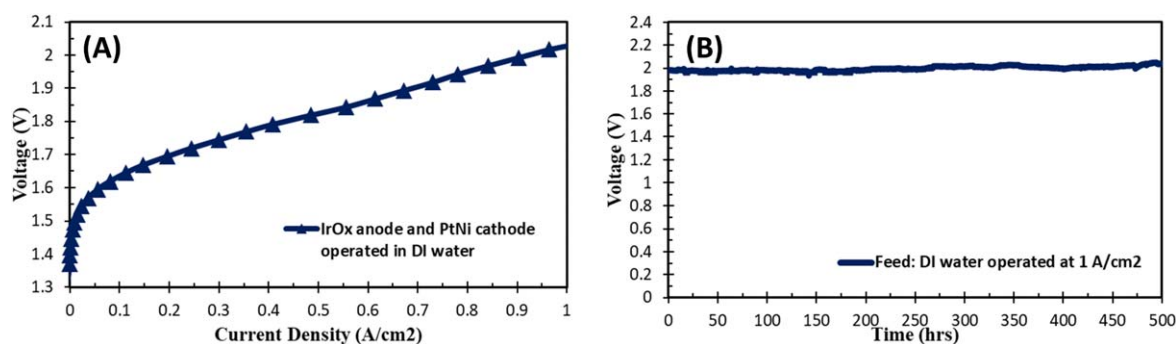 (A)
2.1
2
1.9
1.8
1.7
1.6
1.5
1.4
1.3
Voltage (V)
0 0.1 0.2 0.3 0.4 0.5 0.6 0.7 0.8 0.9 1
Current Density (A/cm2)
IrOx anode and PtNi cathode
operated in DI water
(B)
2.4
2.2
2
1.8
1.6
1.4
1.2
1
0.8
0.6
0.4
0.2
0
Voltage (V)
0 50 100 150 200 250 300 350 400 450 500
Time (hrs)
Feed: DI water operated at 1 A/cm2